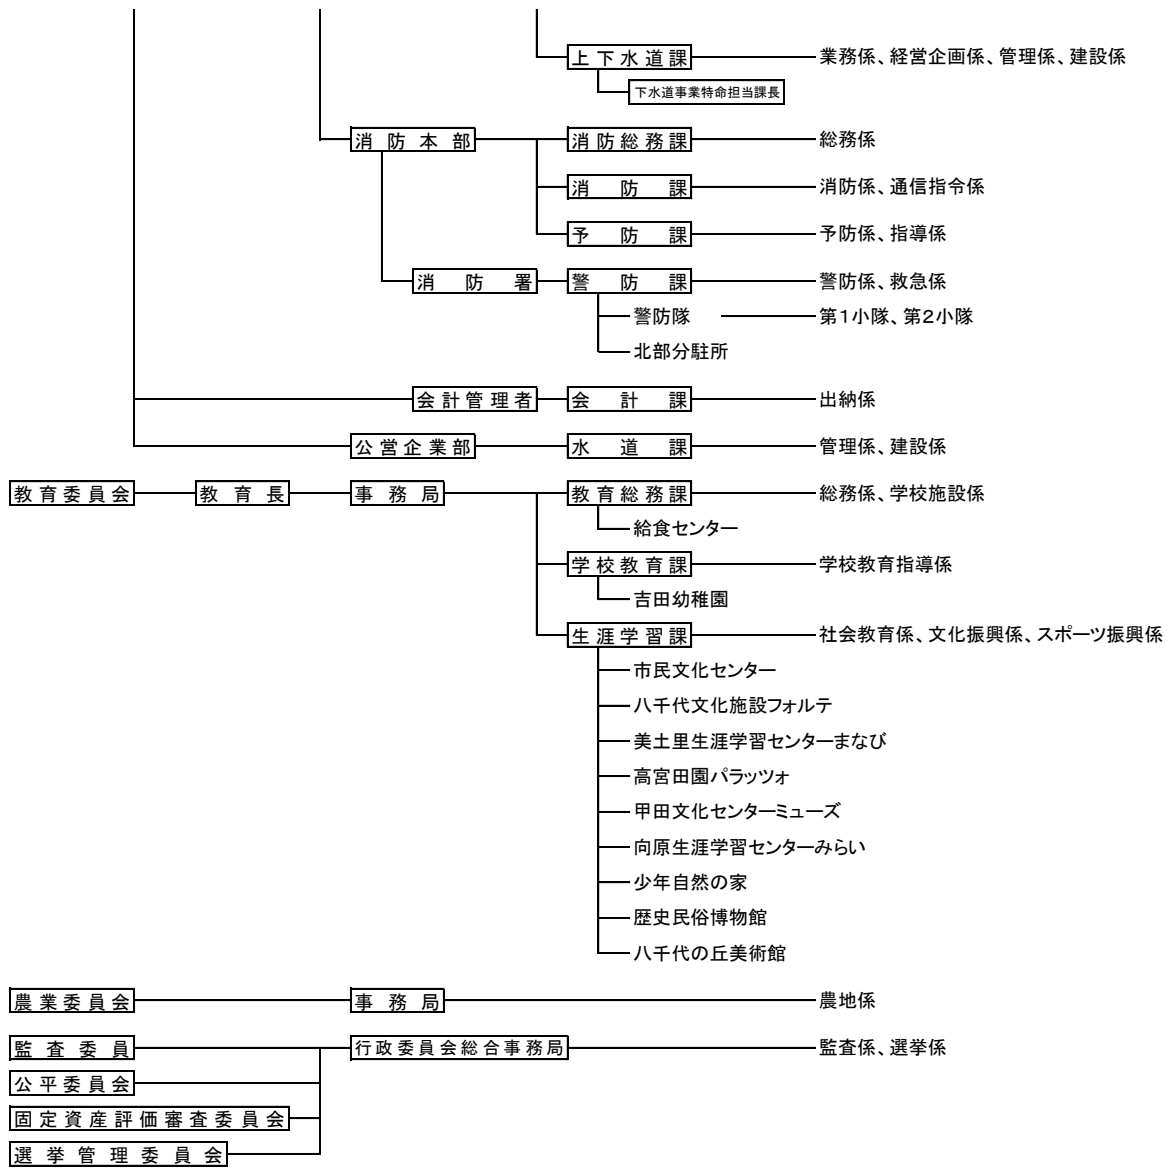 上下水道課 業務係、経営企画係、管理係、建設係
下水道事業特命担当課長
消防本部 消防総務課 総務係
消防課 消防係、通信指令係
予防課 予防係、指導係
消防署 警防課 警防係、救急係
警防隊 第1小隊、第2小隊
北部分駐所
会計管理者 会計課 出納係
公営企業部 水道課 管理係、建設係
教育委員会 教育長 事務局 教育総務課 総務係、学校施設係
給食センター
学校教育課 学校教育指導係
吉田幼稚園
生涯学習課 社会教育係、文化振興係、スポーツ振興係
市民文化センター
八千代文化施設フォルテ
美土里生涯学習センターまなび
高宮田園パラッツォ
甲田文化センターミューズ
向原生涯学習センターみらい
少年自然の家
歴史民俗博物館
八千代の丘美術館
農業委員会 事務局 農地係
監査委員 行政委員会総合事務局 監査係、選挙係
公平委員会
固定資産評価審査委員会
選挙管理委員会